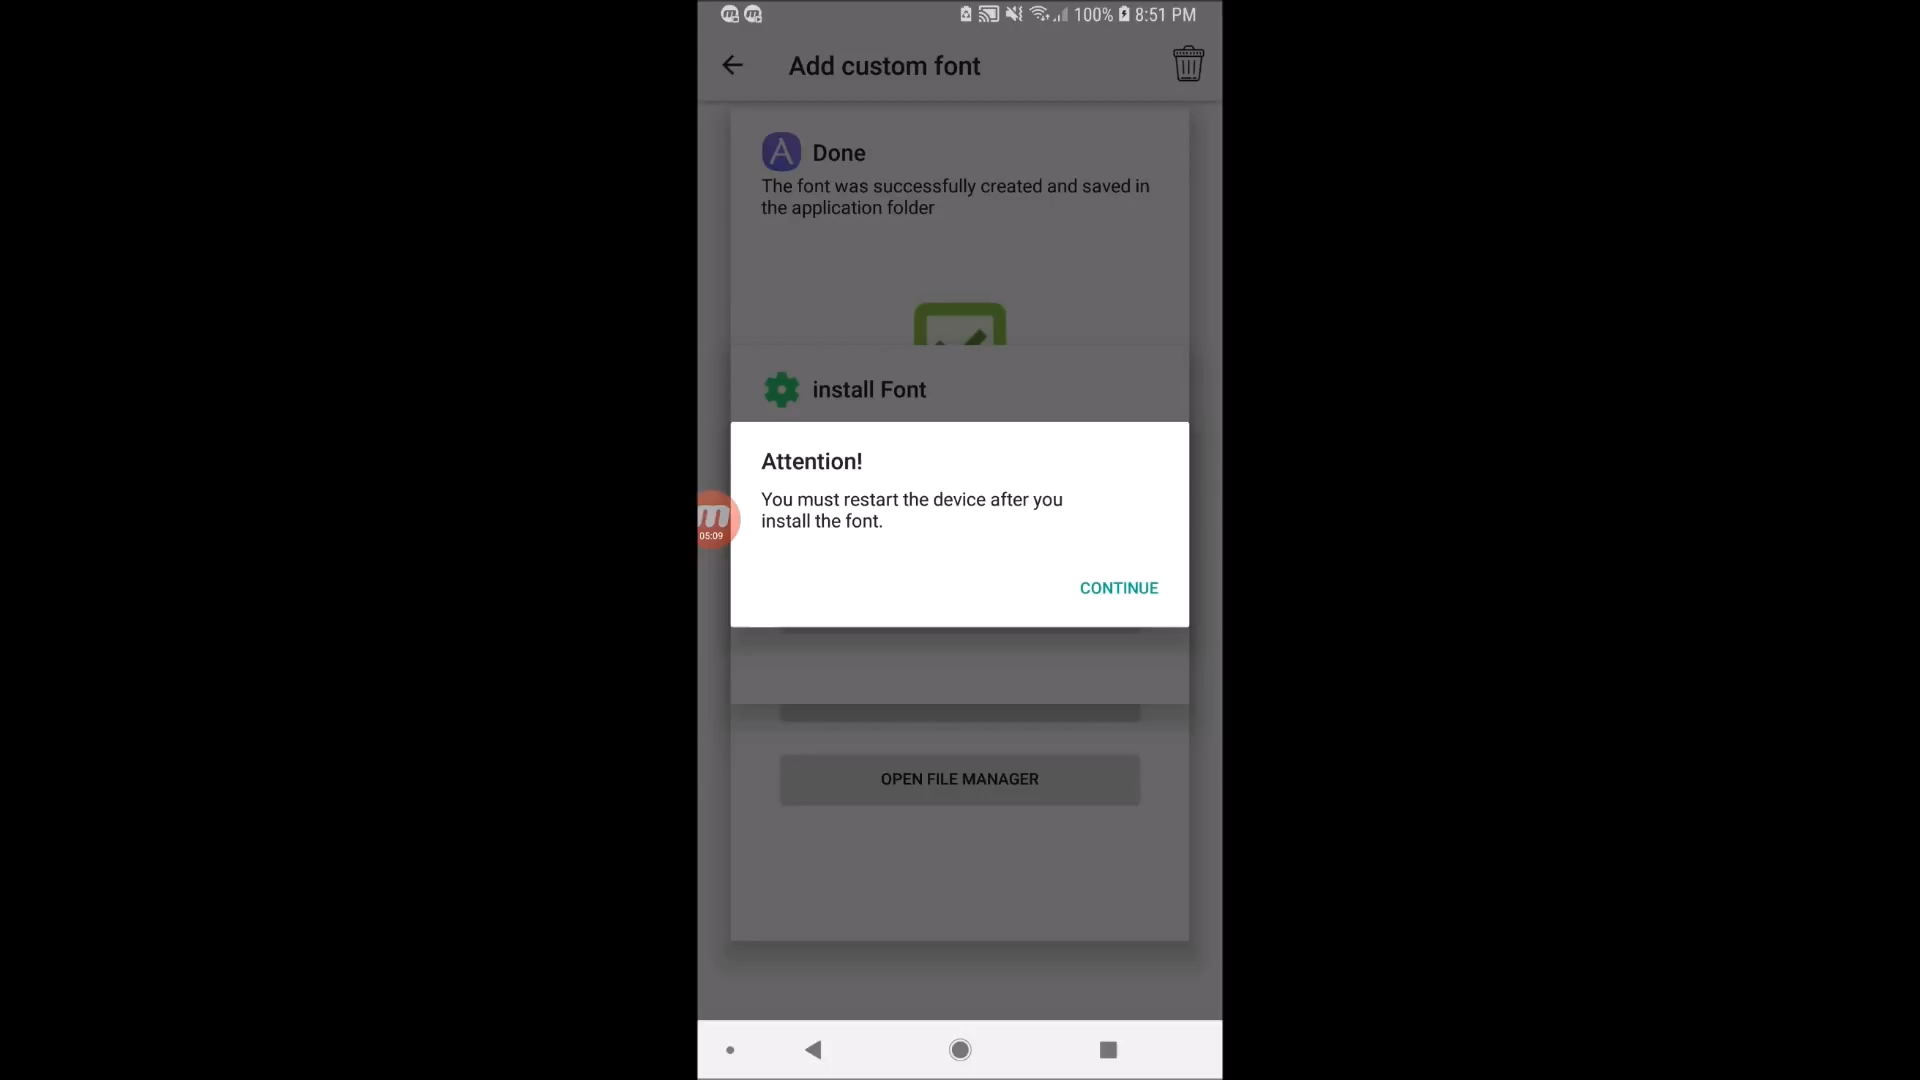 100% 8:51 PM
Add custom font
A Done
The font was successfully created and saved in
the application folder
install Font
Attention!
You must restart the device after you
install the font.
m
05:09
CONTINUE
OPEN FILE MANAGER